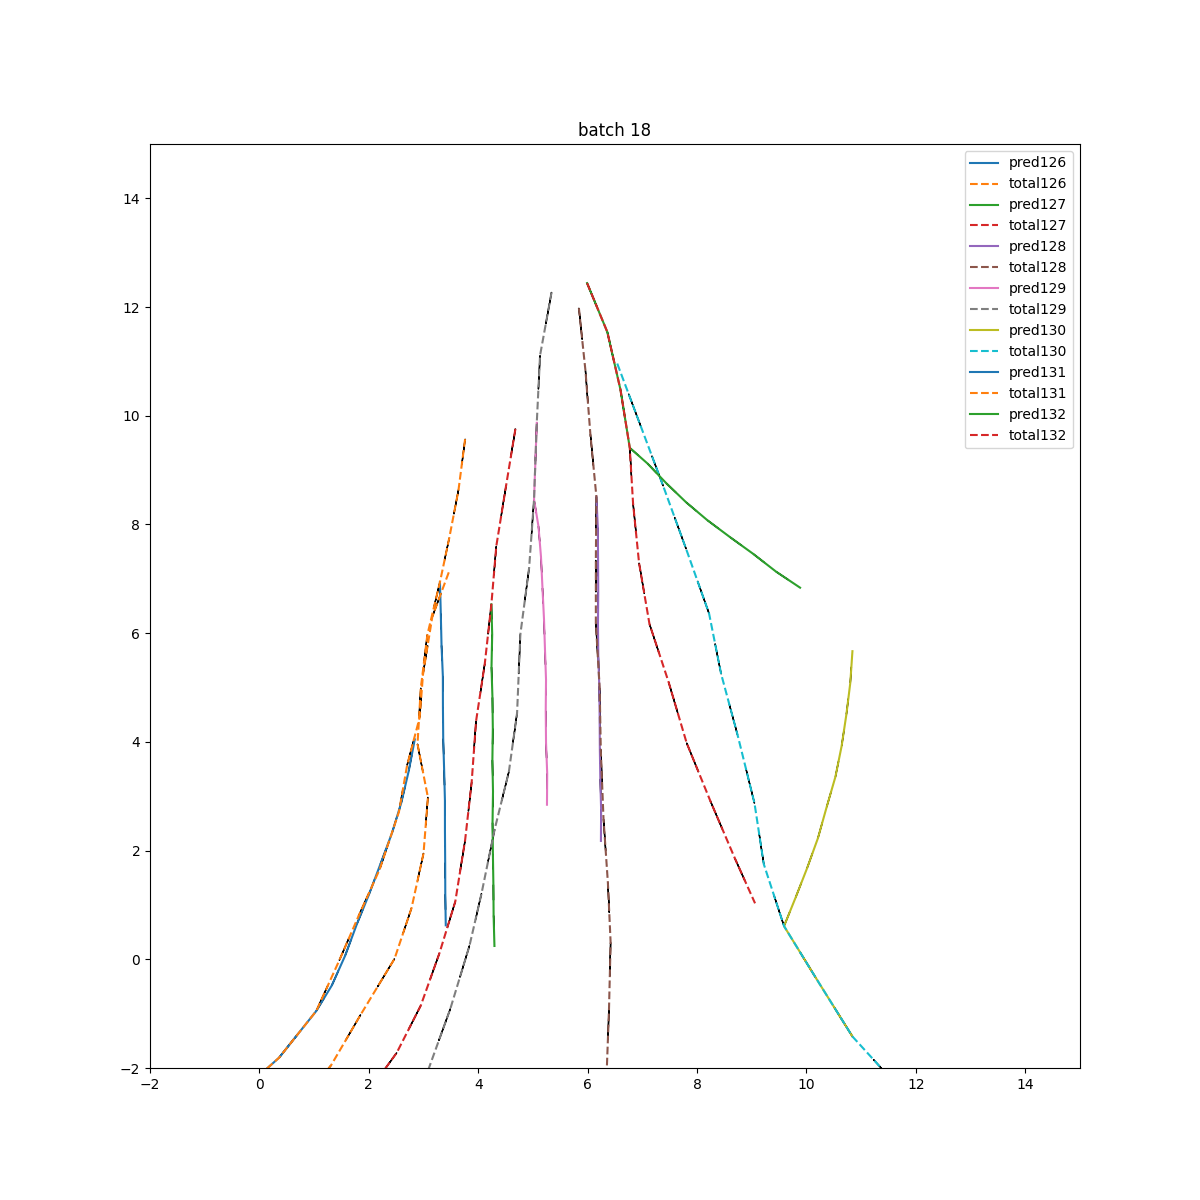 batch 18
pred126
total126
pred127
total127
pred128
total128
pred129
total129
pred130
total130
pred131
total131
pred132
total132
14
12
10
8
6
4
2
0
−2
−2 0 2 4 6 8 10 12 14